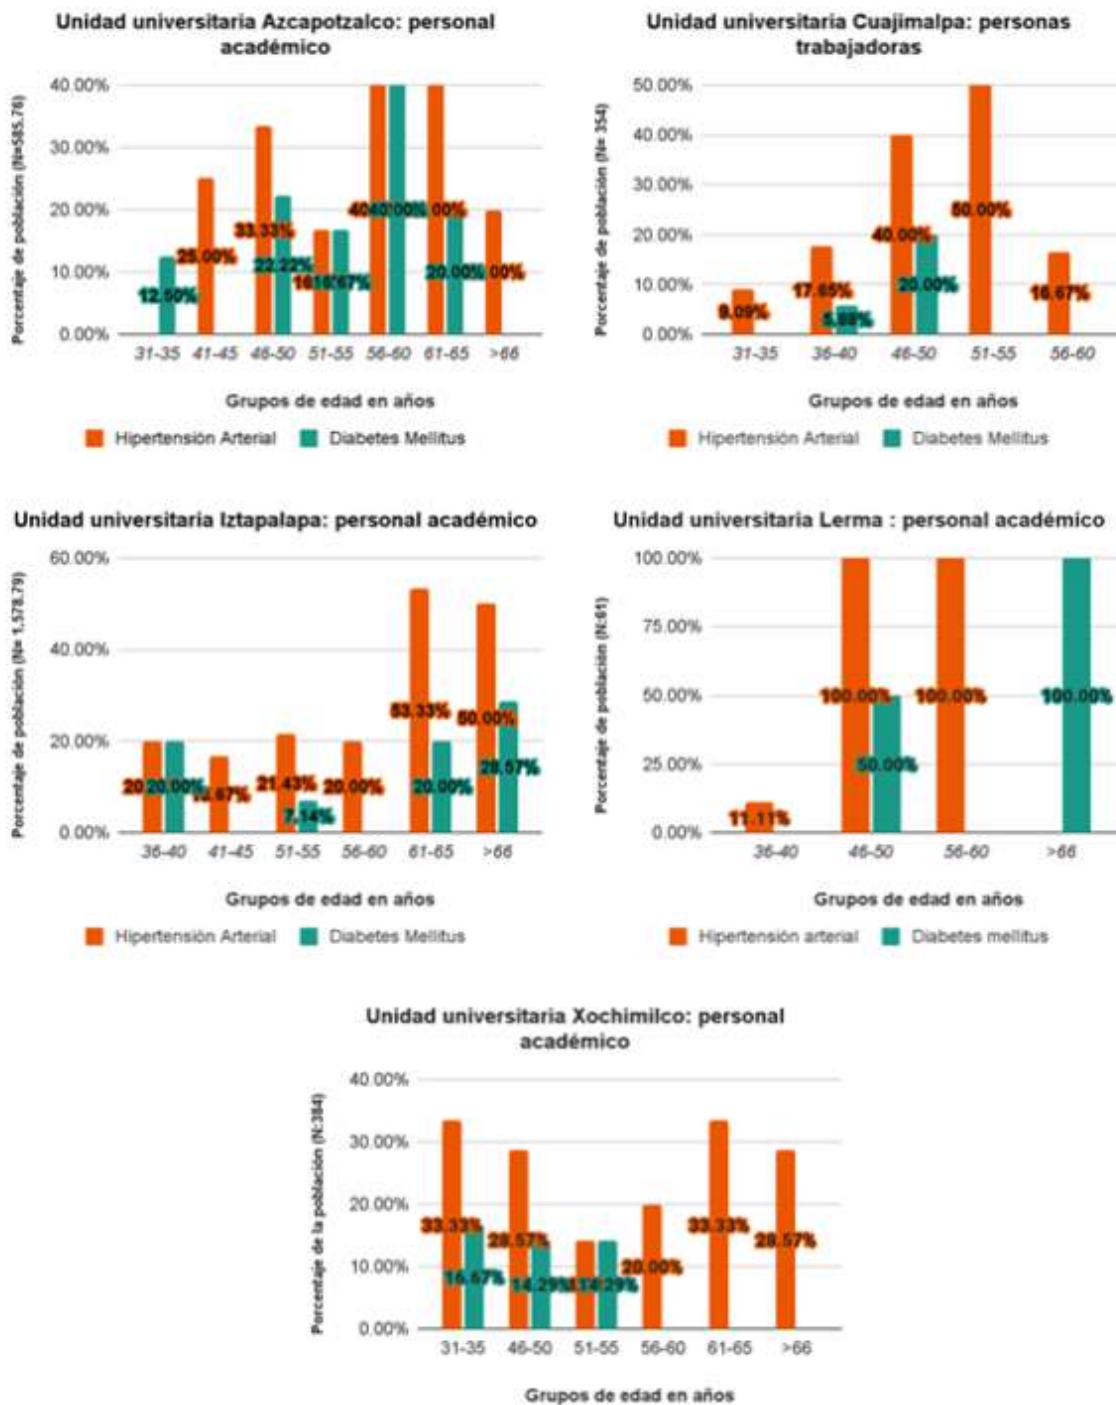 Unidad universitaria Azcapotzalco: personal
académico
Porcentaje de población (N=585.76)
40.00%
30.00%
20.00%
10.00%
0.00%
12.50%
25.00%
33.33%
22.22%
40.00%
20.00%
31-35 41-45 46-50 51-55 56-60 61-65 >66
Grupos de edad en años
Hipertensión Arterial Diabetes Mellitus
Unidad universitaria Cuajimalpa: personas
trabajadoras
Porcentaje de población (N= 354)
50.00%
40.00%
30.00%
20.00%
10.00%
0.00%
9.09%
17.65%
5.88%
40.00%
20.00%
50.00%
16.67%
31-35 36-40 46-50 51-55 56-60
Grupos de edad en años
Hipertensión Arterial Diabetes Mellitus
Unidad universitaria Iztapalapa: personal académico
Porcentaje de población (N= 1,578.79)
60.00%
40.00%
20.00%
0.00%
20.00%
21.43%
7.14%
20.00%
53.33%
20.00%
50.00%
28.57%
36-40 41-45 51-55 56-60 61-65 >66
Grupos de edad en años
Hipertensión Arterial Diabetes Mellitus
Unidad universitaria Lerma : personal académico
Porcentaje de población (N:61)
100.00%
75.00%
50.00%
25.00%
0.00%
11.11%
100.00%
50.00%
100.00%
100.00%
36-40 46-50 56-60 >66
Grupos de edad en años
Hipertensión arterial Diabetes mellitus
Unidad universitaria Xochimilco: personal
académico
Porcentaje de la población (N:384)
40.00%
30.00%
20.00%
10.00%
0.00%
33.33%
16.67%
28.57%
14.29%
14.29%
20.00%
33.33%
28.57%
31-35 46-50 51-55 56-60 61-65 >66
Grupos de edad en años